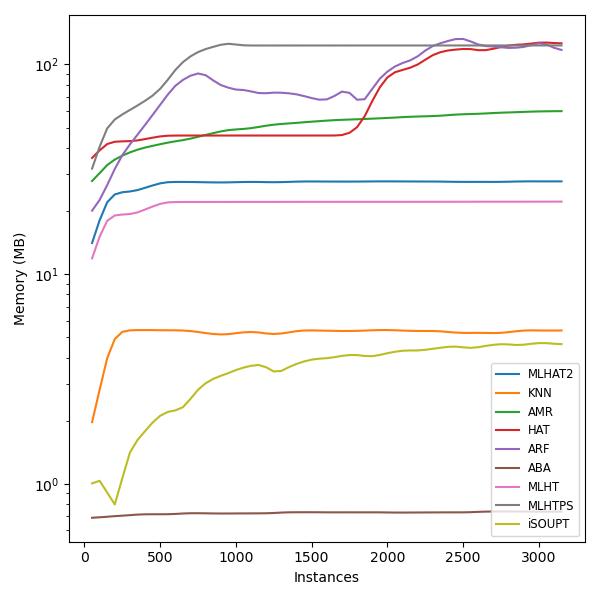 Memory (MB)
10²
10¹
10⁰
0 500 1000 1500 2000 2500 3000
Instances
MLHAT2
KNN
AMR
HAT
ARF
ABA
MLHT
MLHTPS
iSOUPT